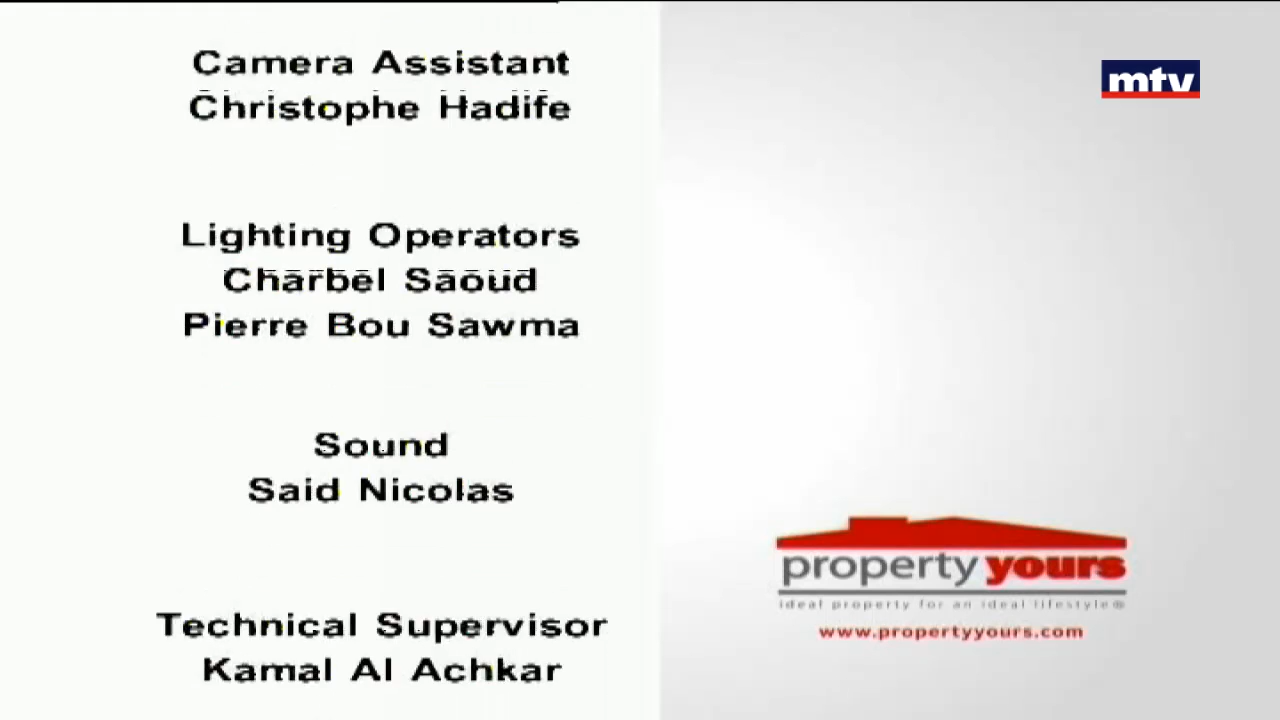 Camera Assistant
Christophe Hadife
Lighting Operators
Charbel Saoud
Pierre Bou Sawma
Sound
Said Nicolas
Technical Supervisor
Kamal Al Achkar
mtv
property yours
ideal property for an ideal lifestyle®
www.propertyyours.com